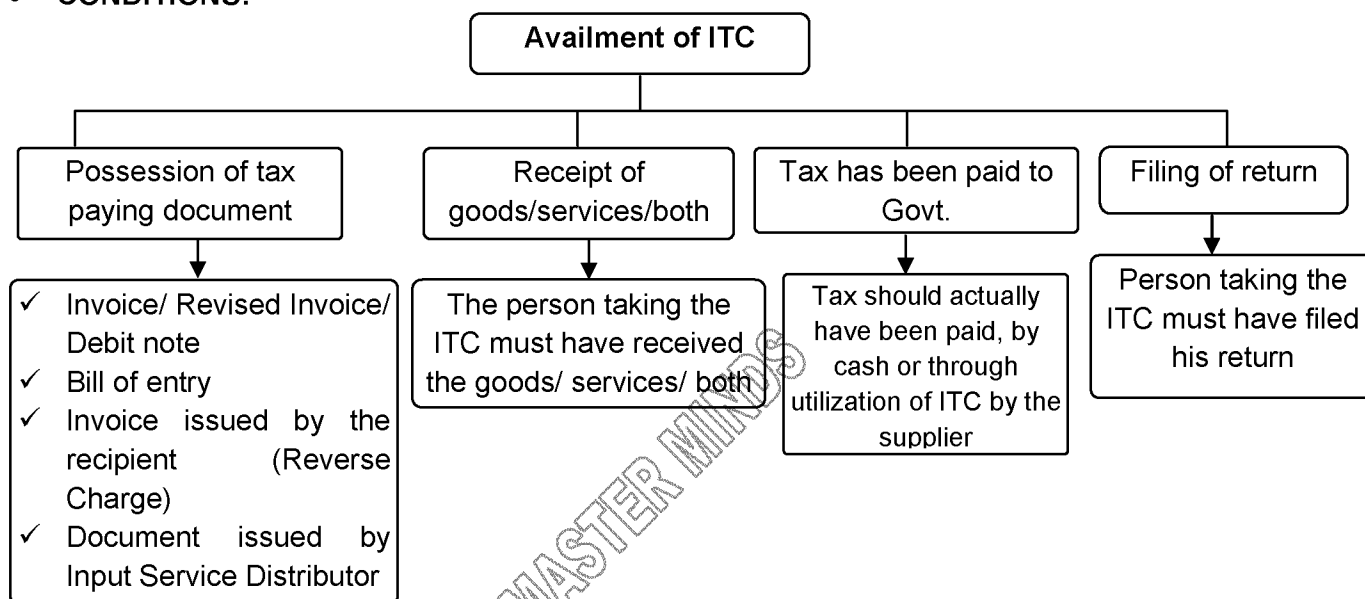 • CONDITIONS:
Availment of ITC
Possession of tax
paying document
Receipt of
goods/services/both
Tax has been paid to
Govt.
Filing of return
✓ Invoice/ Revised Invoice/
Debit note
✓ Bill of entry
✓ Invoice issued by the
recipient (Reverse
Charge)
✓ Document issued by
Input Service Distributor
The person taking the
ITC must have received
the goods/ services/ both
Tax should actually
have been paid, by
cash or through
utilization of ITC by the
supplier
Person taking the
ITC must have filed
his return
MASTER MINDS